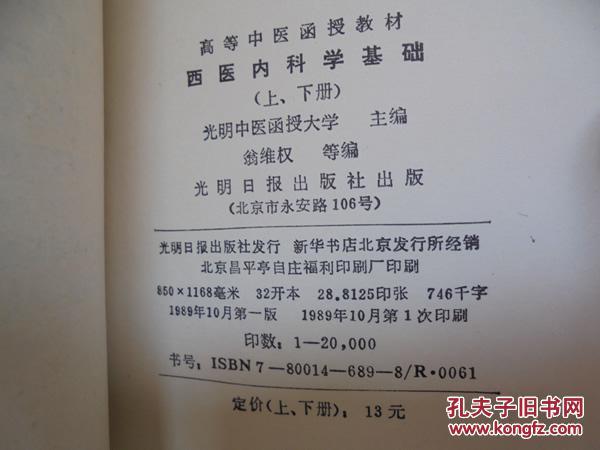 高等中医函授教材
西医内科学基础
(上、下册)
光明中医函授大学 主编
翁维权 等编
光明日报出版社出版
(北京市永安路106号)
光明日报出版社发行 新华书店北京发行所经销
北京昌平亭自庄福利印刷厂印刷
850×1168毫米 32开本 28.8125印张 746千字
1989年10月第一版 1989年10月第1次印刷
印数：1—20,000
书号：ISBN 7—80014—689—8/R·0061
定价(上、下册)：13元
孔夫子旧书网
www.kongfz.com